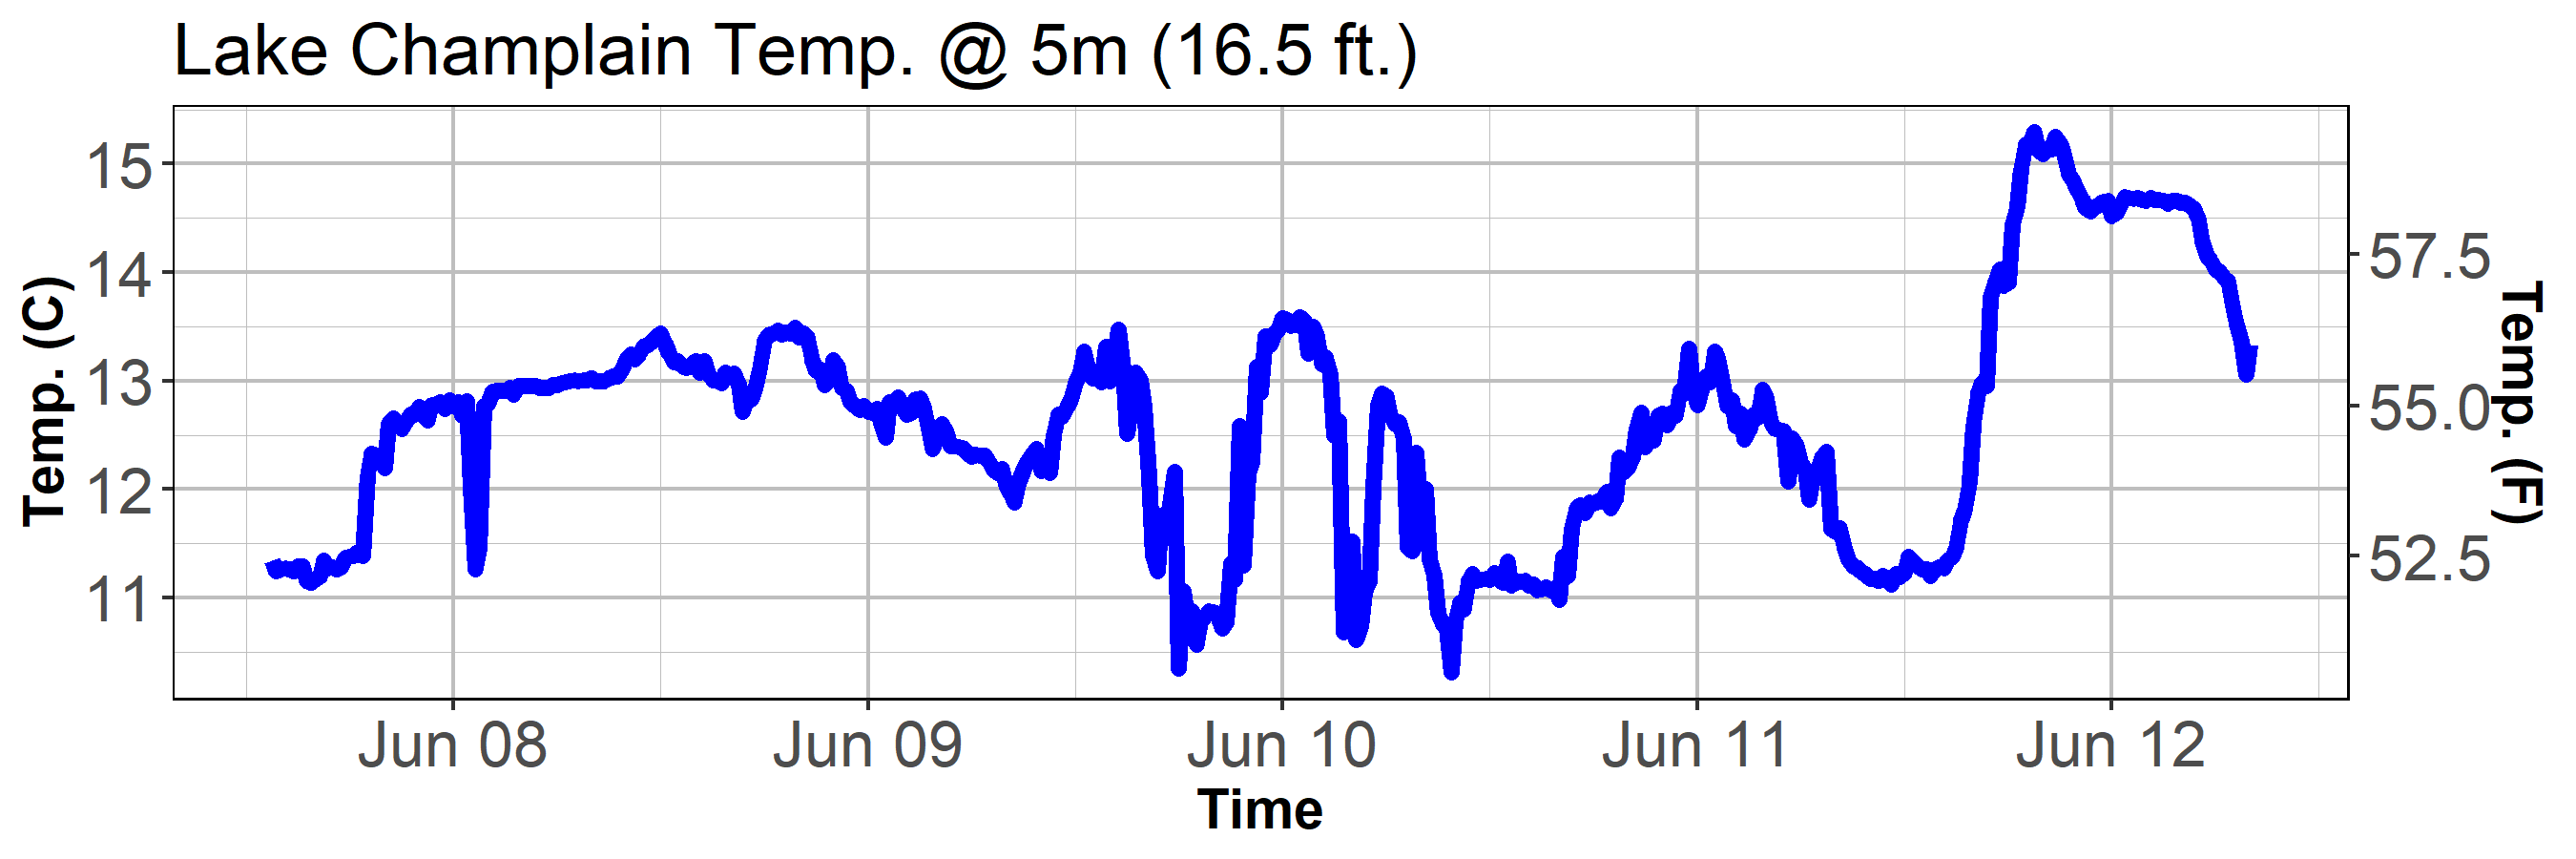 Lake Champlain Temp. @ 5m (16.5 ft.)
Temp. (C)
15
14
13
12
11
57.5
55.0
52.5
Temp. (F)
Jun 08 Jun 09 Jun 10 Jun 11 Jun 12
Time